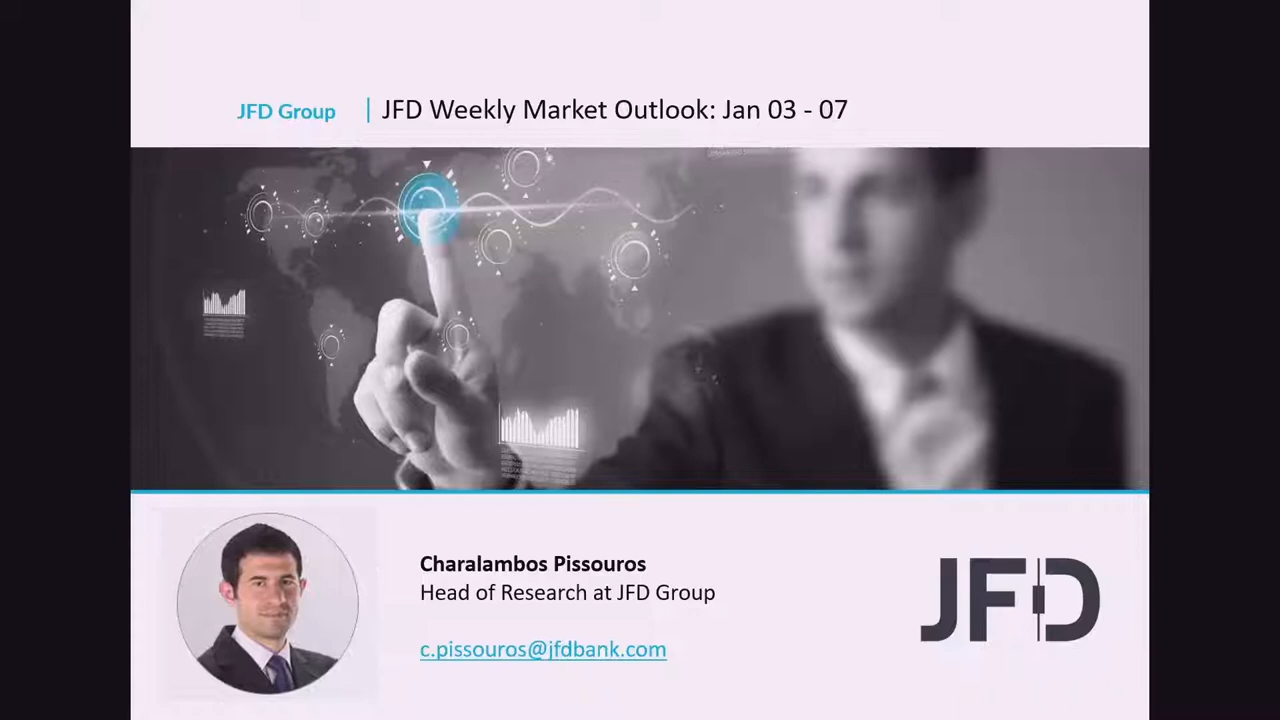 JFD Group | JFD Weekly Market Outlook: Jan 03 - 07
Charalambos Pissouros
Head of Research at JFD Group
c.pissouros@jfdbank.com
JFD